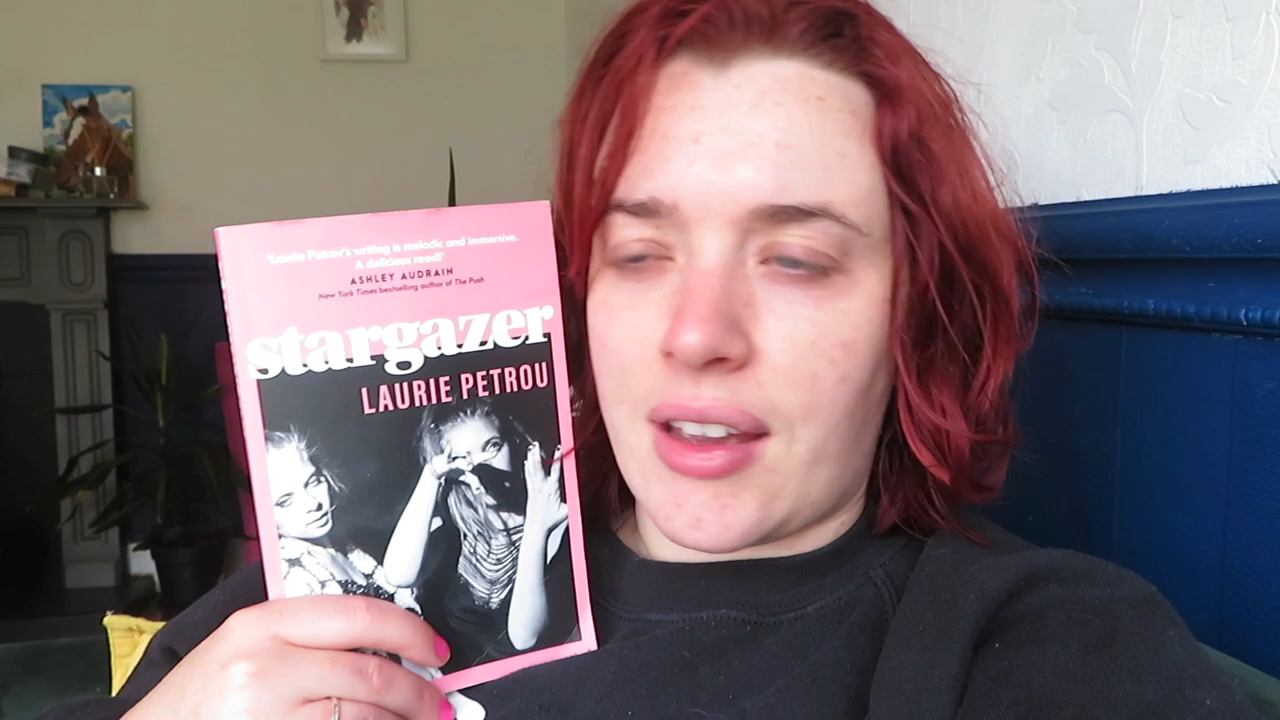 'Laurie Petrou's writing is melodic and immersive.
A delicious read!'
ASHLEY AUDRAIN
New York Times bestselling author of The Push
stargazer
LAURIE PETROU